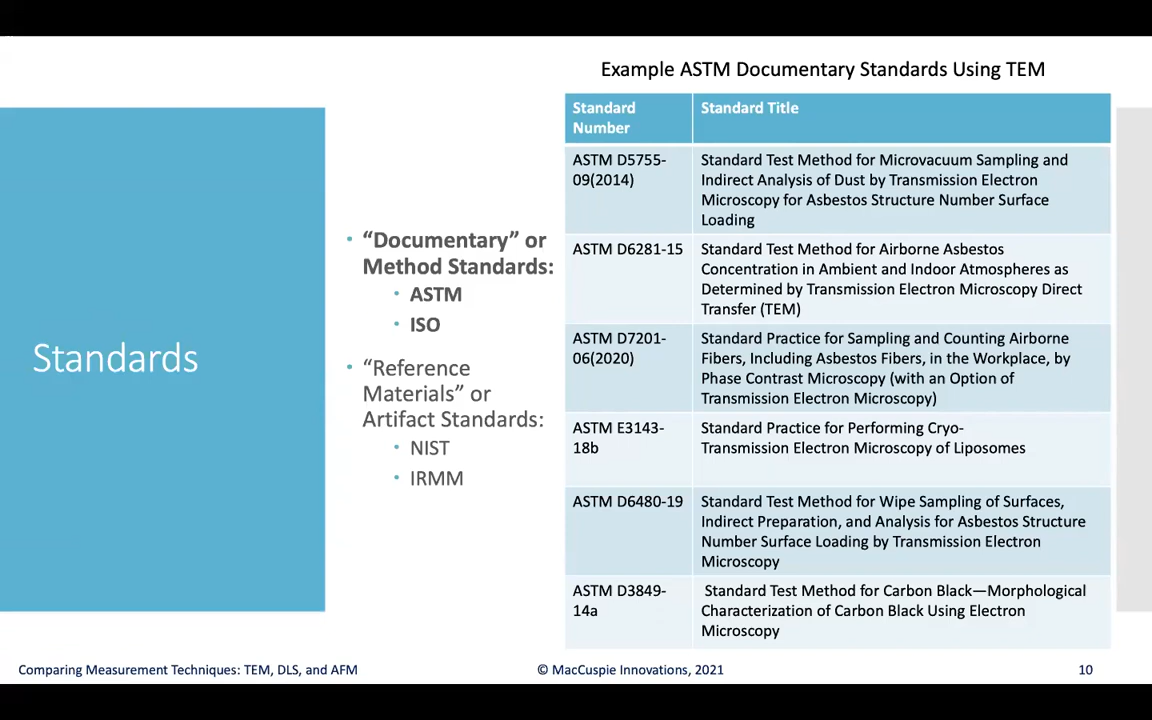 Example ASTM Documentary Standards Using TEM
Standards
• “Documentary” or
Method Standards:
• ASTM
• ISO
• “Reference
Materials” or
Artifact Standards:
• NIST
• IRMM
Standard
Number
Standard Title
ASTM D5755-
09(2014)
Standard Test Method for Microvacuum Sampling and
Indirect Analysis of Dust by Transmission Electron
Microscopy for Asbestos Structure Number Surface
Loading
ASTM D6281-15
Standard Test Method for Airborne Asbestos
Concentration in Ambient and Indoor Atmospheres as
Determined by Transmission Electron Microscopy Direct
Transfer (TEM)
ASTM D7201-
06(2020)
Standard Practice for Sampling and Counting Airborne
Fibers, Including Asbestos Fibers, in the Workplace, by
Phase Contrast Microscopy (with an Option of
Transmission Electron Microscopy)
ASTM E3143-
18b
Standard Practice for Performing Cryo-
Transmission Electron Microscopy of Liposomes
ASTM D6480-19
Standard Test Method for Wipe Sampling of Surfaces,
Indirect Preparation, and Analysis for Asbestos Structure
Number Surface Loading by Transmission Electron
Microscopy
ASTM D3849-
14a
Standard Test Method for Carbon Black—Morphological
Characterization of Carbon Black Using Electron
Microscopy
Comparing Measurement Techniques: TEM, DLS, and AFM
© MacCuspie Innovations, 2021
10